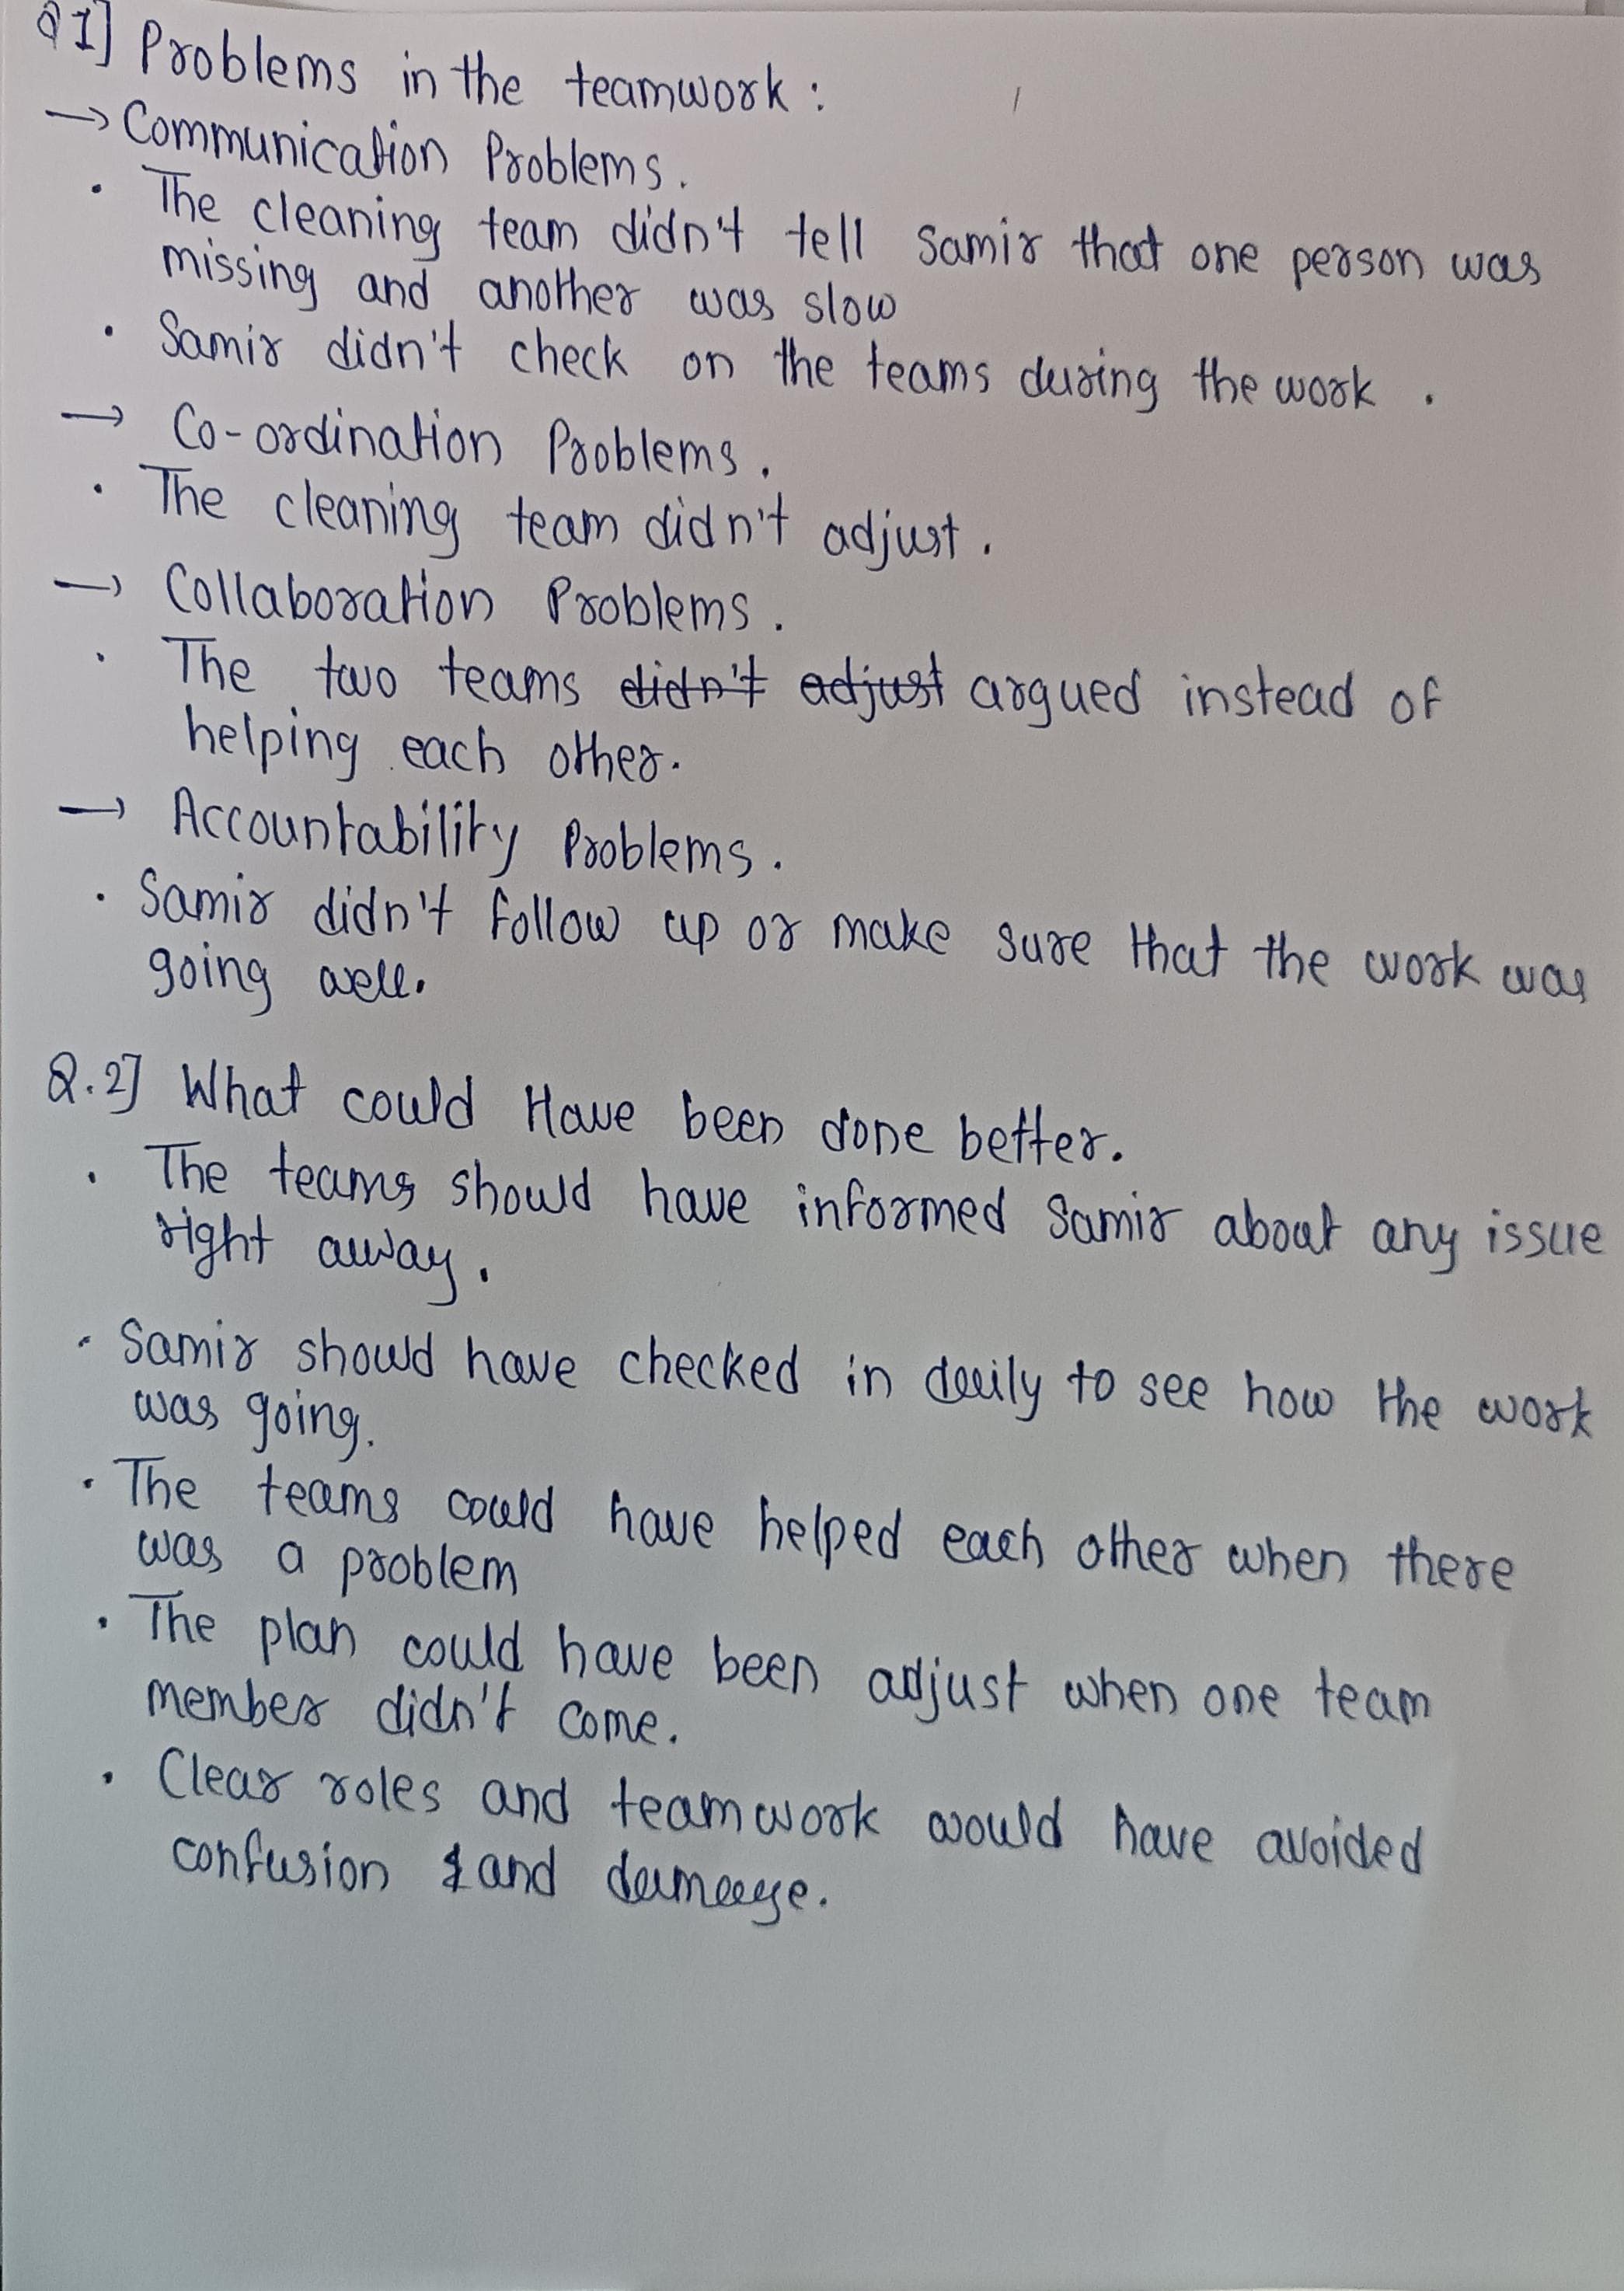 Q1] Problems in the teamwork :
→ Communication Problems.
• The cleaning team didn't tell Samir that one person was
missing and another was slow
• Samir didn't check on the teams during the work .
→ Co-ordination Problems.
• The cleaning team didn't adjust.
→ Collaboration Problems.
• The two teams didn't adjust argued instead of
helping each other.
→ Accountability Problems.
• Samir didn't follow up or make sure that the work was
going well.
Q.2] What could Have been done better.
• The teams should have informed Samir about any issue
right away.
• Samir should have checked in daily to see how the work
was going.
• The teams could have helped each other when there
was a problem
• The plan could have been adjust when one team
member didn't come.
• Clear roles and teamwork would have avoided
confusion and damage.